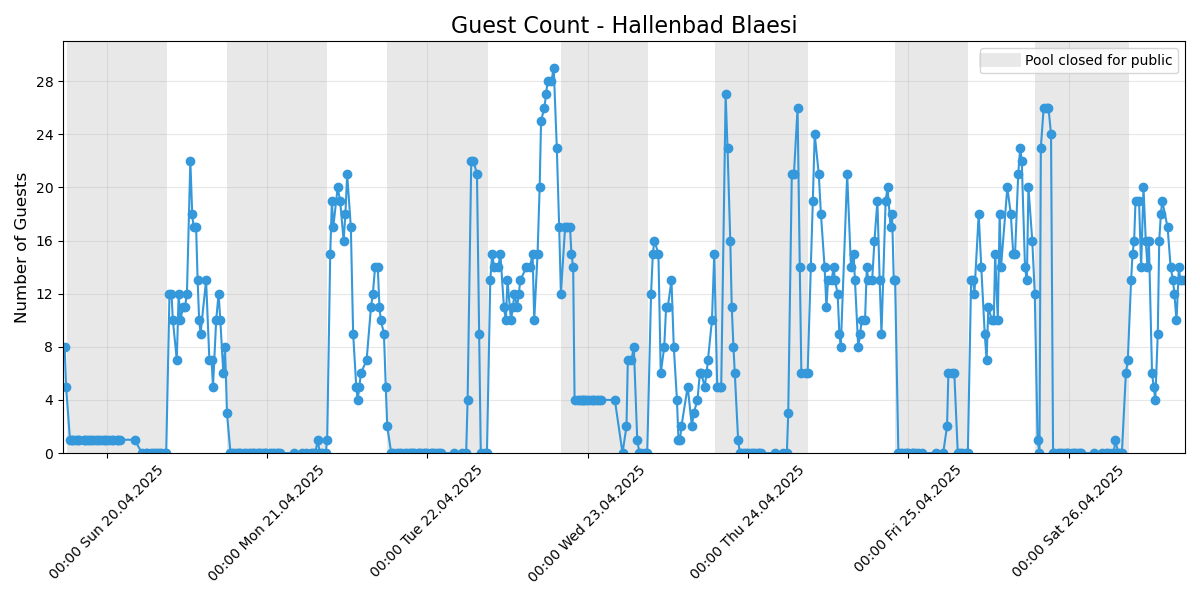 Guest Count - Hallenbad Blaesi
Pool closed for public
Number of Guests
28
24
20
16
12
8
4
0
00:00 Sun 20.04.2025
00:00 Mon 21.04.2025
00:00 Tue 22.04.2025
00:00 Wed 23.04.2025
00:00 Thu 24.04.2025
00:00 Fri 25.04.2025
00:00 Sat 26.04.2025